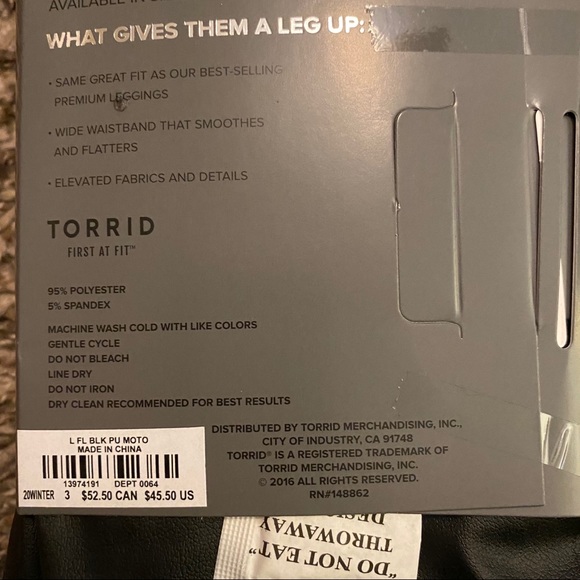 AVAILABLE IN
WHAT GIVES THEM A LEG UP:
• SAME GREAT FIT AS OUR BEST-SELLING
PREMIUM LEGGINGS
• WIDE WAISTBAND THAT SMOOTHES
AND FLATTERS
• ELEVATED FABRICS AND DETAILS
TORRID
FIRST AT FIT™
95% POLYESTER
5% SPANDEX
MACHINE WASH COLD WITH LIKE COLORS
GENTLE CYCLE
DO NOT BLEACH
LINE DRY
DO NOT IRON
DRY CLEAN RECOMMENDED FOR BEST RESULTS
DISTRIBUTED BY TORRID MERCHANDISING, INC.,
CITY OF INDUSTRY, CA 91748
TORRID® IS A REGISTERED TRADEMARK OF
TORRID MERCHANDISING, INC.
© 2016 ALL RIGHTS RESERVED.
RN#148862
L FL BLK PU MOTO
MADE IN CHINA
13974191 DEPT 0064
20WINTER 3 $52.50 CAN $45.50 US
"DO NOT EAT"
THROWAWAY